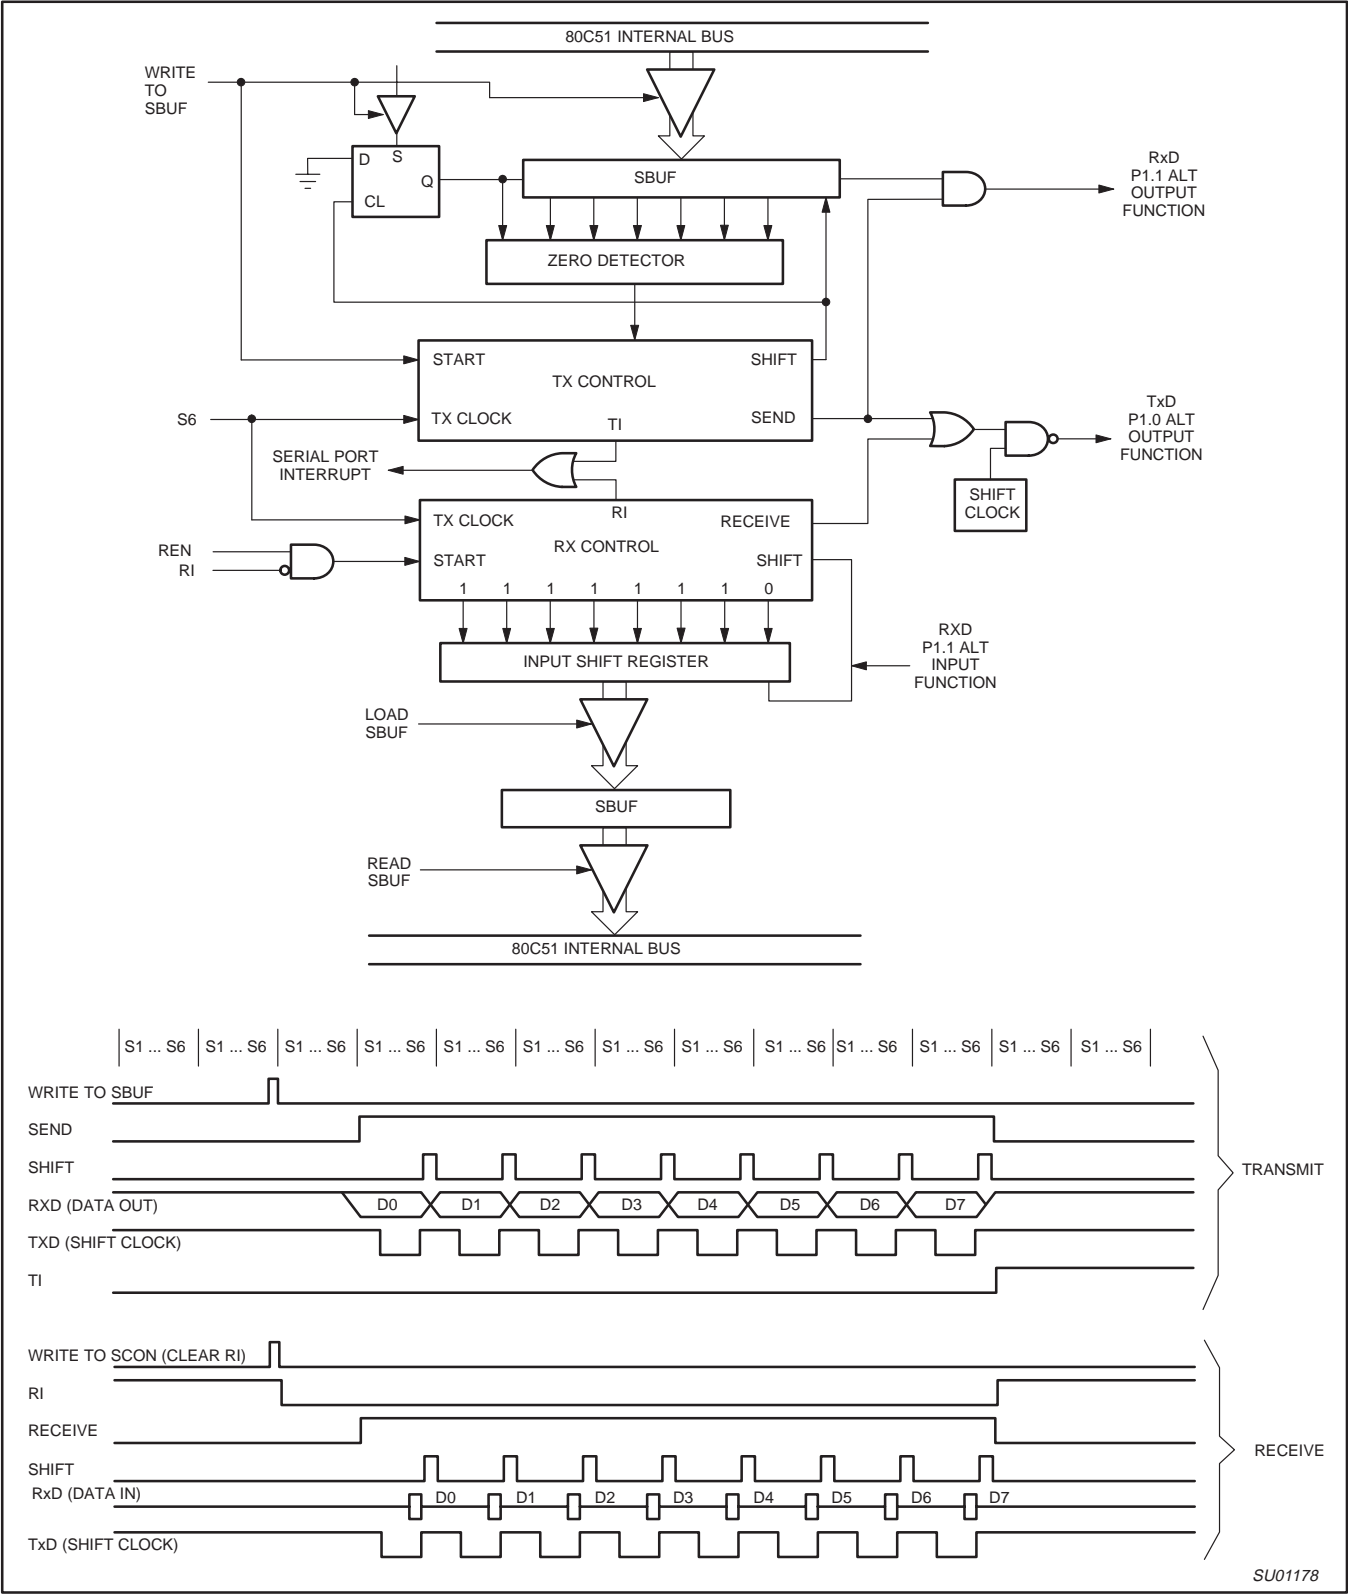 80C51 INTERNAL BUS
WRITE
TO
SBUF
D
S
Q
CL
SBUF
RxD
P1.1 ALT
OUTPUT
FUNCTION
ZERO DETECTOR
START
SHIFT
TX CONTROL
S6
TX CLOCK
TI
SEND
TxD
P1.0 ALT
OUTPUT
FUNCTION
SERIAL PORT
INTERRUPT
SHIFT
CLOCK
RI
TX CLOCK
RECEIVE
RX CONTROL
REN
RI
START
SHIFT
1 1 1 1 1 1 1 0
RXD
P1.1 ALT
INPUT
FUNCTION
INPUT SHIFT REGISTER
LOAD
SBUF
SBUF
READ
SBUF
80C51 INTERNAL BUS
S1 ... S6 S1 ... S6 S1 ... S6 S1 ... S6 S1 ... S6 S1 ... S6 S1 ... S6 S1 ... S6 S1 ... S6 S1 ... S6 S1 ... S6 S1 ... S6 S1 ... S6
WRITE TO SBUF
SEND
SHIFT
TRANSMIT
RXD (DATA OUT) D0 D1 D2 D3 D4 D5 D6 D7
TXD (SHIFT CLOCK)
TI
WRITE TO SCON (CLEAR RI)
RI
RECEIVE
RECEIVE
SHIFT
RxD (DATA IN) D0 D1 D2 D3 D4 D5 D6 D7
TxD (SHIFT CLOCK)
SU01178